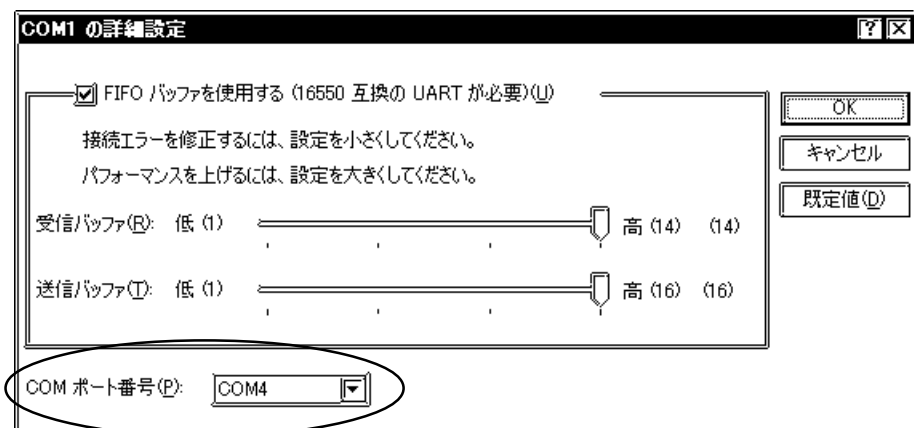 COM1 の詳細設定
FIFO バッファを使用する (16550 互換の UART が必要)(U)
接続エラーを修正するには、設定を小さくしてください。
パフォーマンスを上げるには、設定を大きくしてください。
受信バッファ(R): 低 (1) 高 (14) (14)
送信バッファ(T): 低 (1) 高 (16) (16)
COM ポート番号(P): COM4
OK
キャンセル
既定値(D)